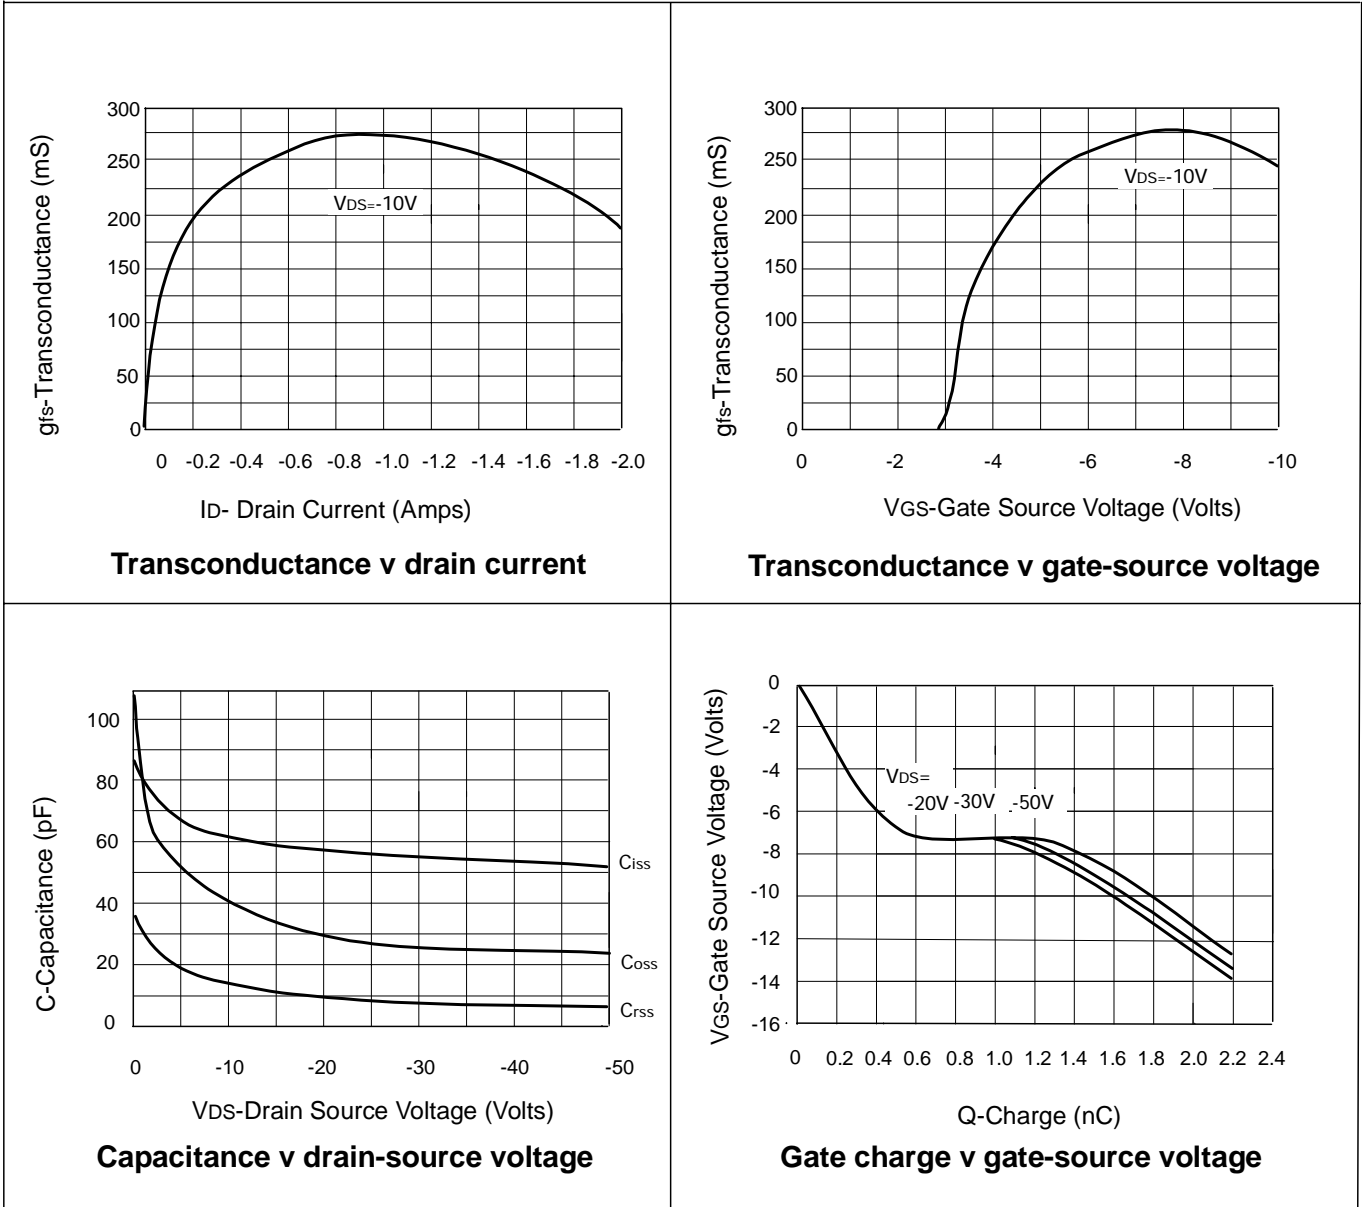 300
250
200
150
100
50
0
gfs-Transconductance (mS)
VDS=-10V
0 -0.2 -0.4 -0.6 -0.8 -1.0 -1.2 -1.4 -1.6 -1.8 -2.0
ID- Drain Current (Amps)
Transconductance v drain current
300
250
200
150
100
50
0
gfs-Transconductance (mS)
VDS=-10V
0 -2 -4 -6 -8 -10
VGS-Gate Source Voltage (Volts)
Transconductance v gate-source voltage
100
80
60
40
20
0
C-Capacitance (pF)
Ciss
Coss
Crss
0 -10 -20 -30 -40 -50
VDS-Drain Source Voltage (Volts)
Capacitance v drain-source voltage
0
-2
-4
-6
-8
-10
-12
-14
-16
VGS-Gate Source Voltage (Volts)
VDS=
-20V -30V -50V
0 0.2 0.4 0.6 0.8 1.0 1.2 1.4 1.6 1.8 2.0 2.2 2.4
Q-Charge (nC)
Gate charge v gate-source voltage